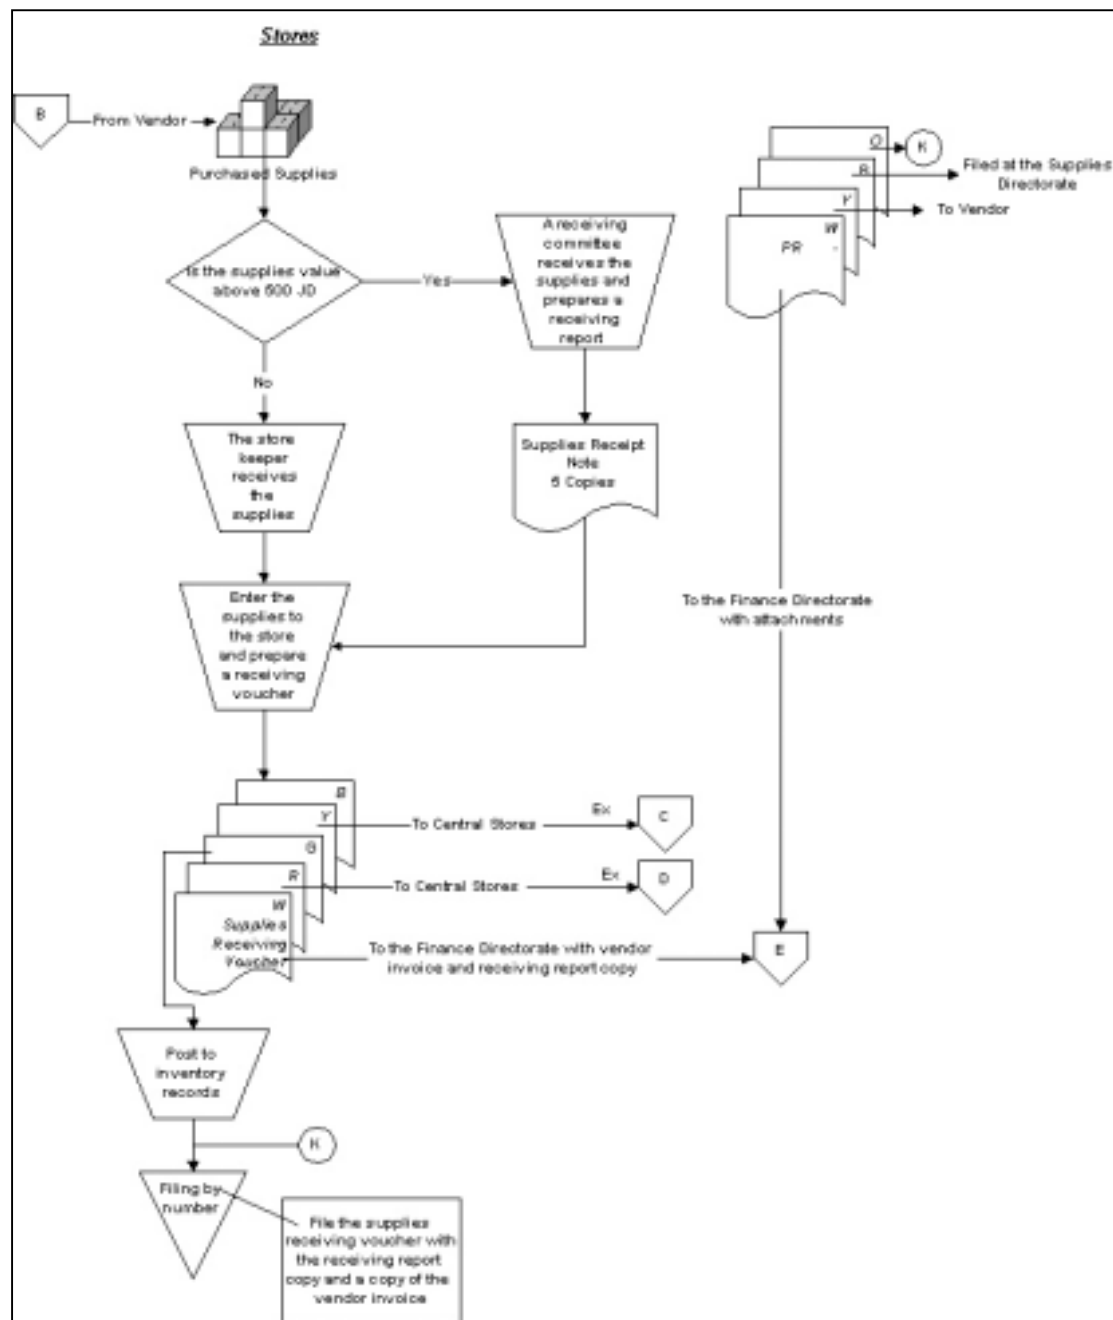 Stores
B
From Vendor
Purchased Supplies
Is the supplies value
above 500 JD
Yes
No
A receiving
committee
receives the
supplies and
prepares a
receiving
report
O
K
R
Filed at the Supplies
Directorate
Y
To Vendor
W
PR
The store
keeper
receives
the
supplies
Supplies Receipt
Note
5 Copies
Enter the
supplies to
the store
and prepare
a receiving
voucher
To the Finance Directorate
with attachments
B
Y
To Central Stores
Ex
C
G
R
To Central Stores
Ex
D
W
Supplies
Receiving
Voucher
To the Finance Directorate with vendor
invoice and receiving report copy
E
Post to
inventory
records
K
Filing by
number
File the supplies
receiving voucher with
the receiving report
copy and a copy of the
vendor invoice